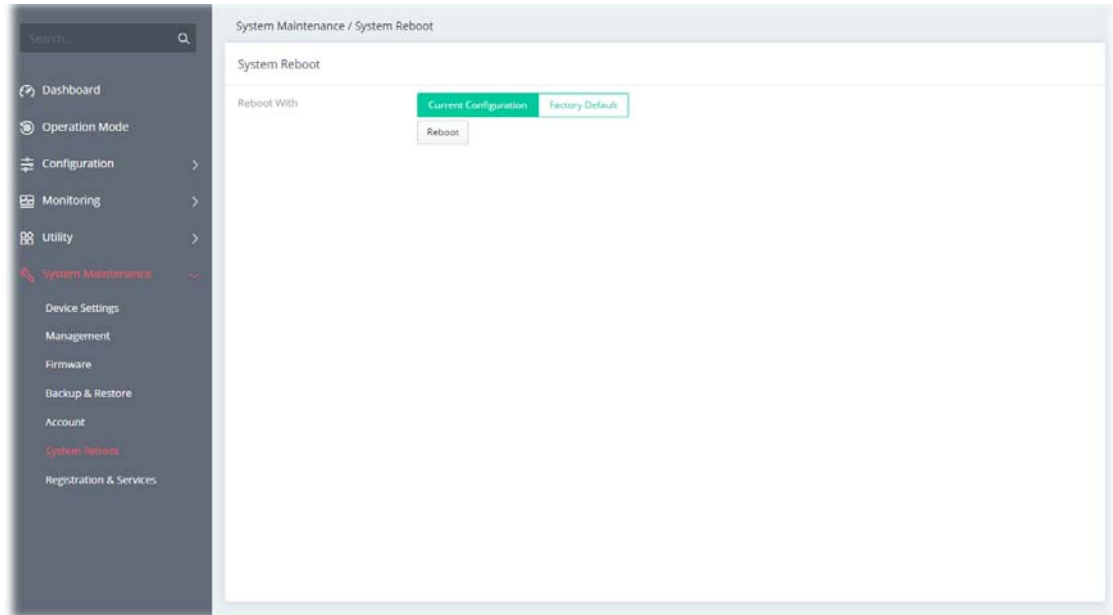 Search...
Dashboard
Operation Mode
Configuration
Monitoring
Utility
System Maintenance
Device Settings
Management
Firmware
Backup & Restore
Account
System Reboot
Registration & Services
System Maintenance / System Reboot
System Reboot
Reboot With
Current Configuration Factory Default
Reboot